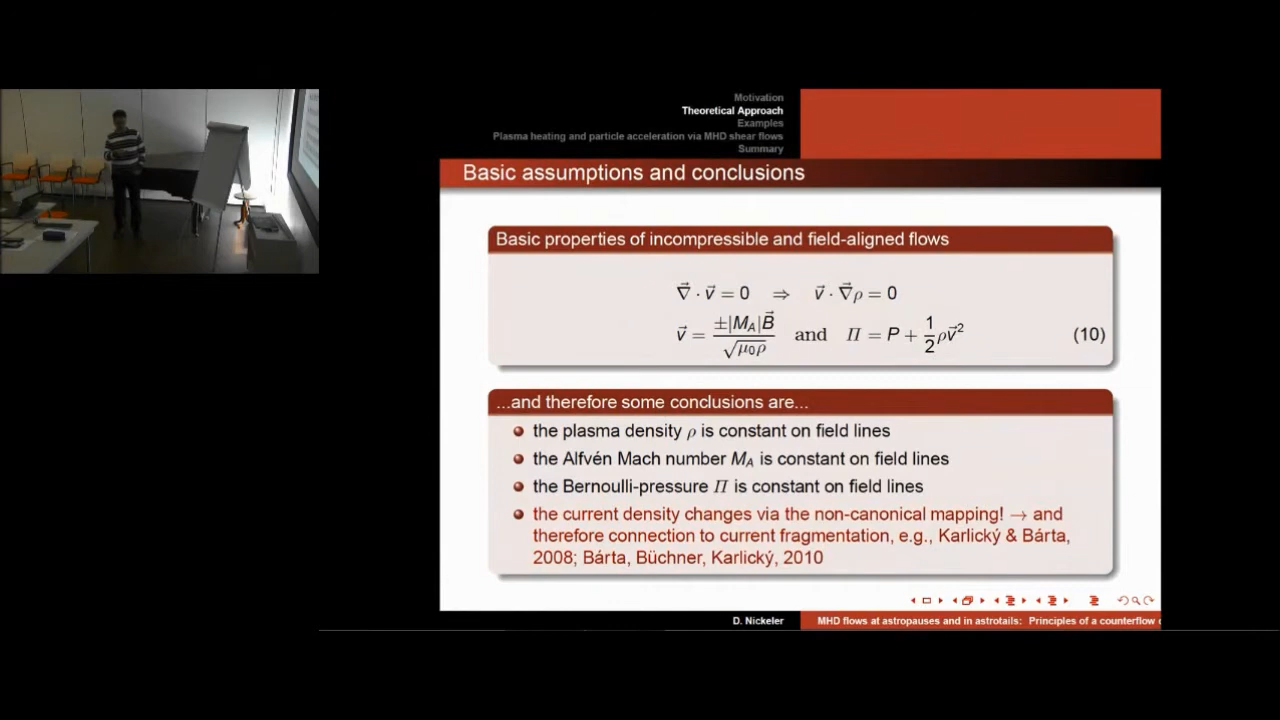 Motivation
Theoretical Approach
Examples
Plasma heating and particle acceleration via MHD shear flows
Summary
Basic assumptions and conclusions
Basic properties of incompressible and field-aligned flows
∇⃗ · v⃗ = 0 ⇒ v⃗ · ∇⃗ρ = 0
v⃗ = ±|M_A|B⃗ / √μ₀ρ and Π = P + 1/2 ρv⃗² (10)
...and therefore some conclusions are...
the plasma density ρ is constant on field lines
the Alfvén Mach number M_A is constant on field lines
the Bernoulli-pressure Π is constant on field lines
the current density changes via the non-canonical mapping! → and
therefore connection to current fragmentation, e.g., Karlický & Bárta,
2008; Bárta, Büchner, Karlický, 2010
D. Nickeler MHD flows at astropauses and in astrotails: Principles of a counterflow